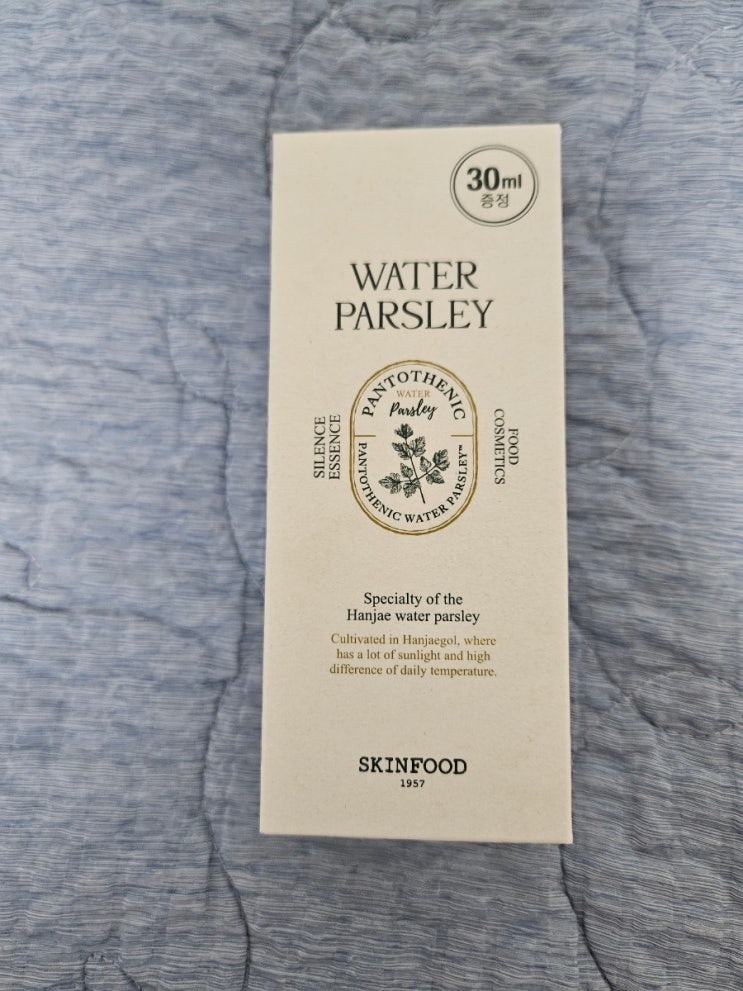 30ml
증정
WATER
PARSLEY
PANTOTHENIC
WATER
Parsley
PANTOTHENIC WATER PARSLEY™
SILENCE
ESSENCE
FOOD
COSMETICS
Specialty of the
Hanjae water parsley
Cultivated in Hanjaegol, where
has a lot of sunlight and high
difference of daily temperature.
SKINFOOD
1957